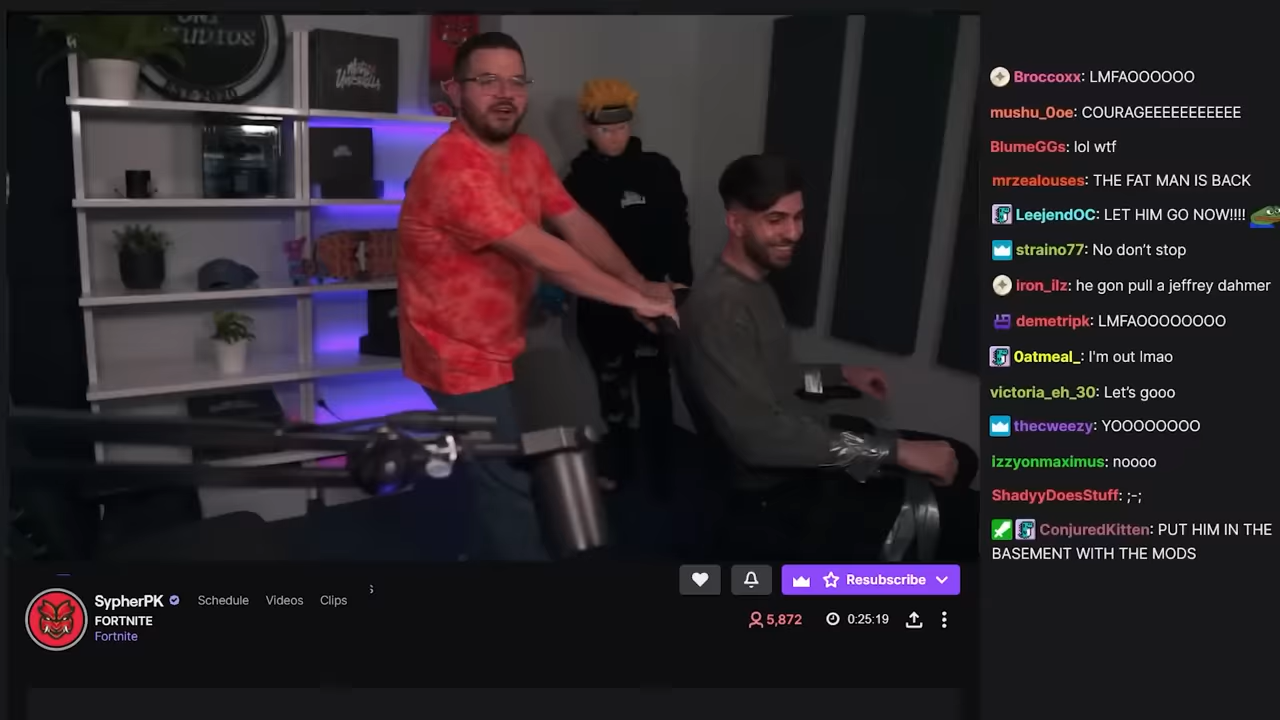 ONE
STUDIOS
Broccoxx: LMFAOOOOOO
mushu_0oe: COURAGEEEEEEEEEEE
BlumeGGs: lol wtf
mrzealouses: THE FAT MAN IS BACK
LeejendOC: LET HIM GO NOW!!!!
straino77: No don't stop
iron_ilz: he gon pull a jeffrey dahmer
demetripk: LMFAOOOOOOOO
0atmeal_: I'm out lmao
victoria_eh_30: Let's gooo
thecweezy: YOOOOOOOO
izzyonmaximus: noooo
ShadyyDoesStuff: ;-;
ConjuredKitten: PUT HIM IN THE
BASEMENT WITH THE MODS
Resubscribe
SypherPK Schedule Videos Clips
FORTNITE
Fortnite
5,872 0:25:19